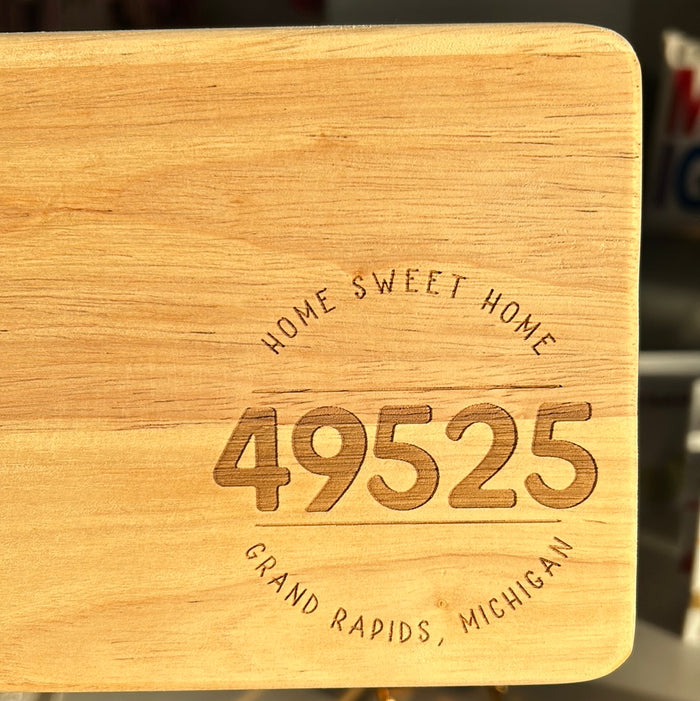 HOME SWEET HOME
49525
GRAND RAPIDS, MICHIGAN